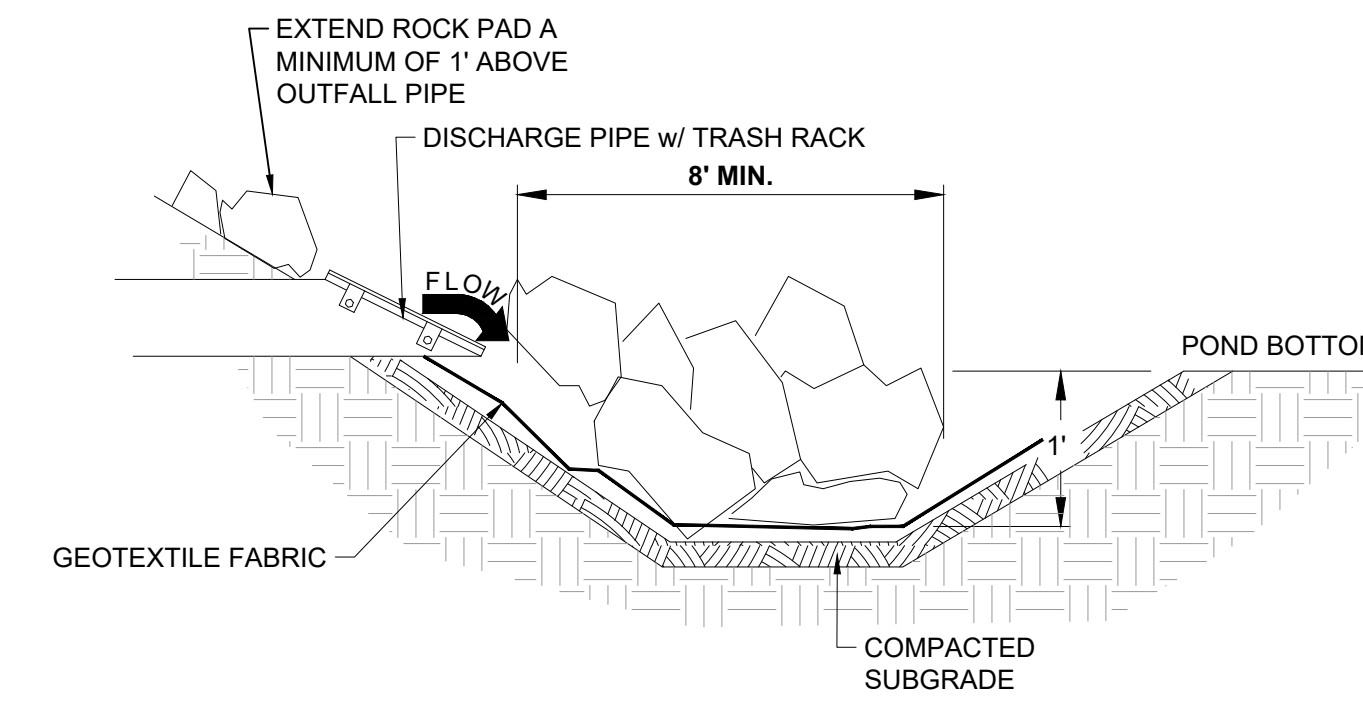 EXTEND ROCK PAD A
MINIMUM OF 1' ABOVE
OUTFALL PIPE
DISCHARGE PIPE w/ TRASH RACK
8' MIN.
FLOW
POND BOTTO
1'
GEOTEXTILE FABRIC
COMPACTED
SUBGRADE